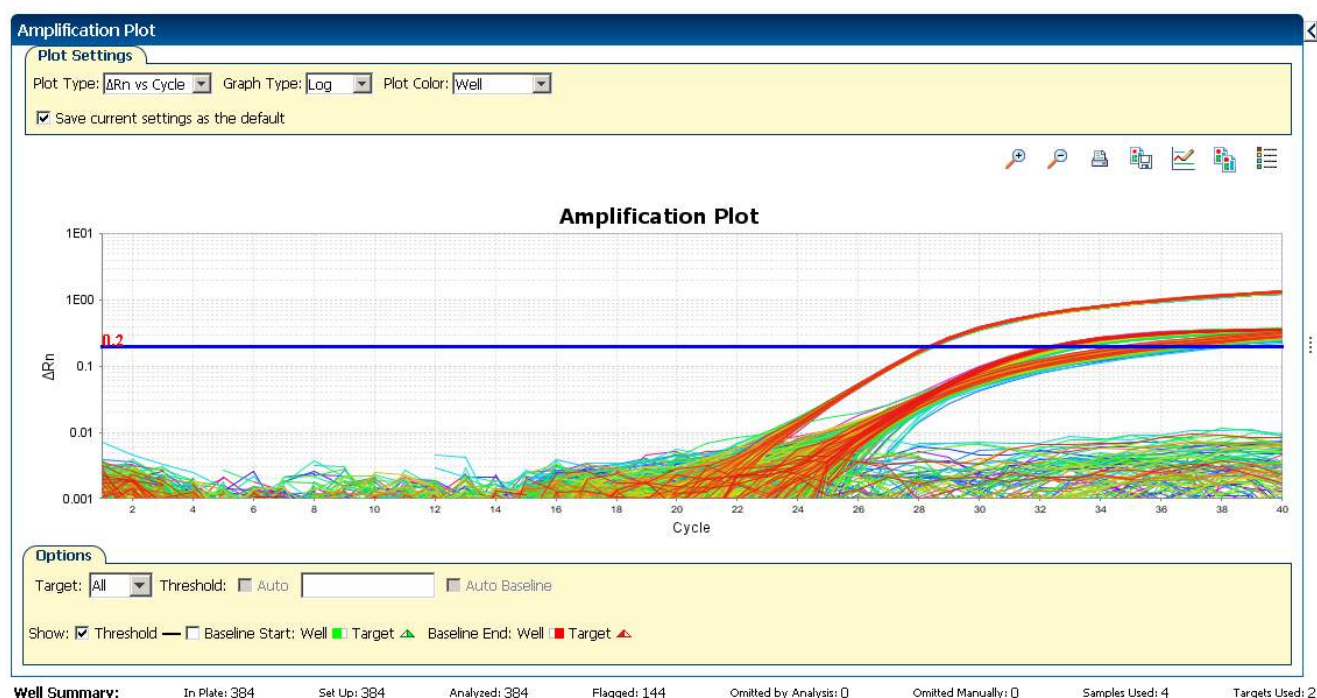 Amplification Plot
Plot Settings
Plot Type: ΔRn vs Cycle Graph Type: Log Plot Color: Well
Save current settings as the default
Amplification Plot
1E01
1E00
0.2
0.1
0.01
0.001
ΔRn
2 4 6 8 10 12 14 16 18 20 22 24 26 28 30 32 34 36 38 40
Cycle
Options
Target: All Threshold: Auto Auto Baseline
Show: Threshold Baseline Start: Well Target Baseline End: Well Target
Well Summary: In Plate: 384 Set Up: 384 Analyzed: 384 Flagged: 144 Omitted by Analysis: 0 Omitted Manually: 0 Samples Used: 4 Targets Used: 2